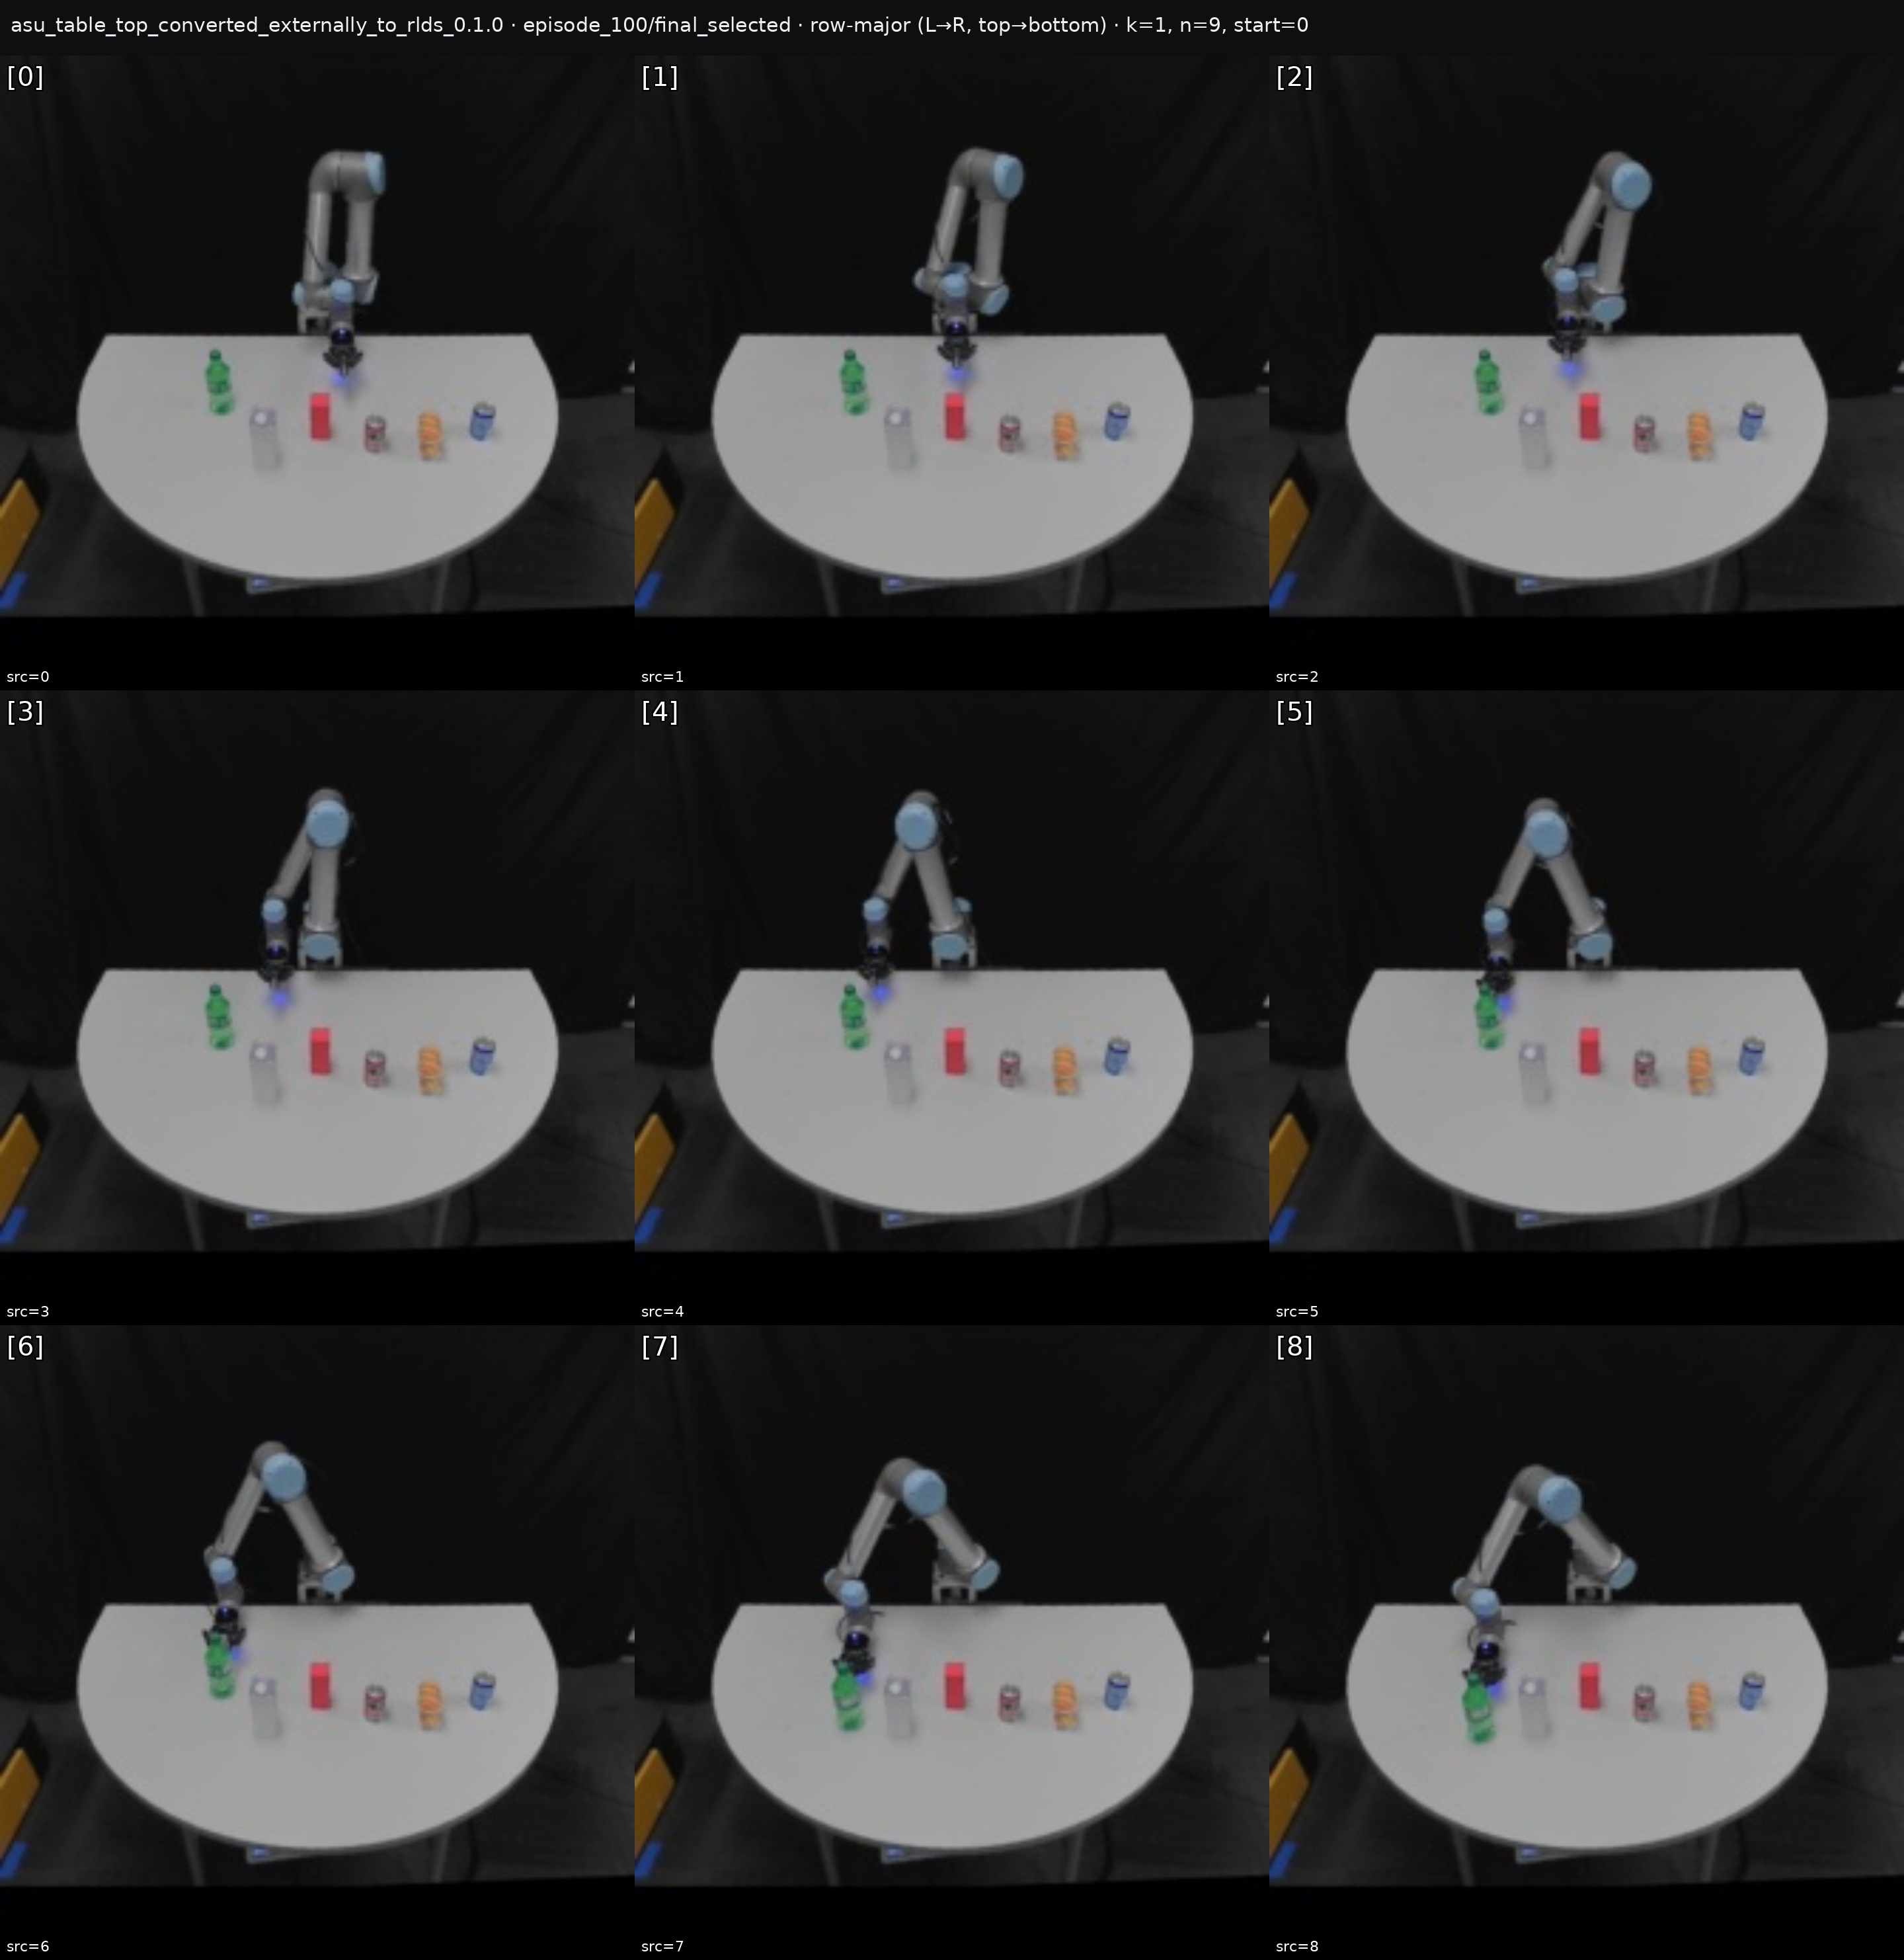 asu_table_top_converted_externally_to_rlds_0.1.0 · episode_100/final_selected · row-major (L→R, top→bottom) · k=1, n=9, start=0
[0]
[1]
[2]
src=0
src=1
src=2
[3]
[4]
[5]
src=3
src=4
src=5
[6]
[7]
[8]
src=6
src=7
src=8